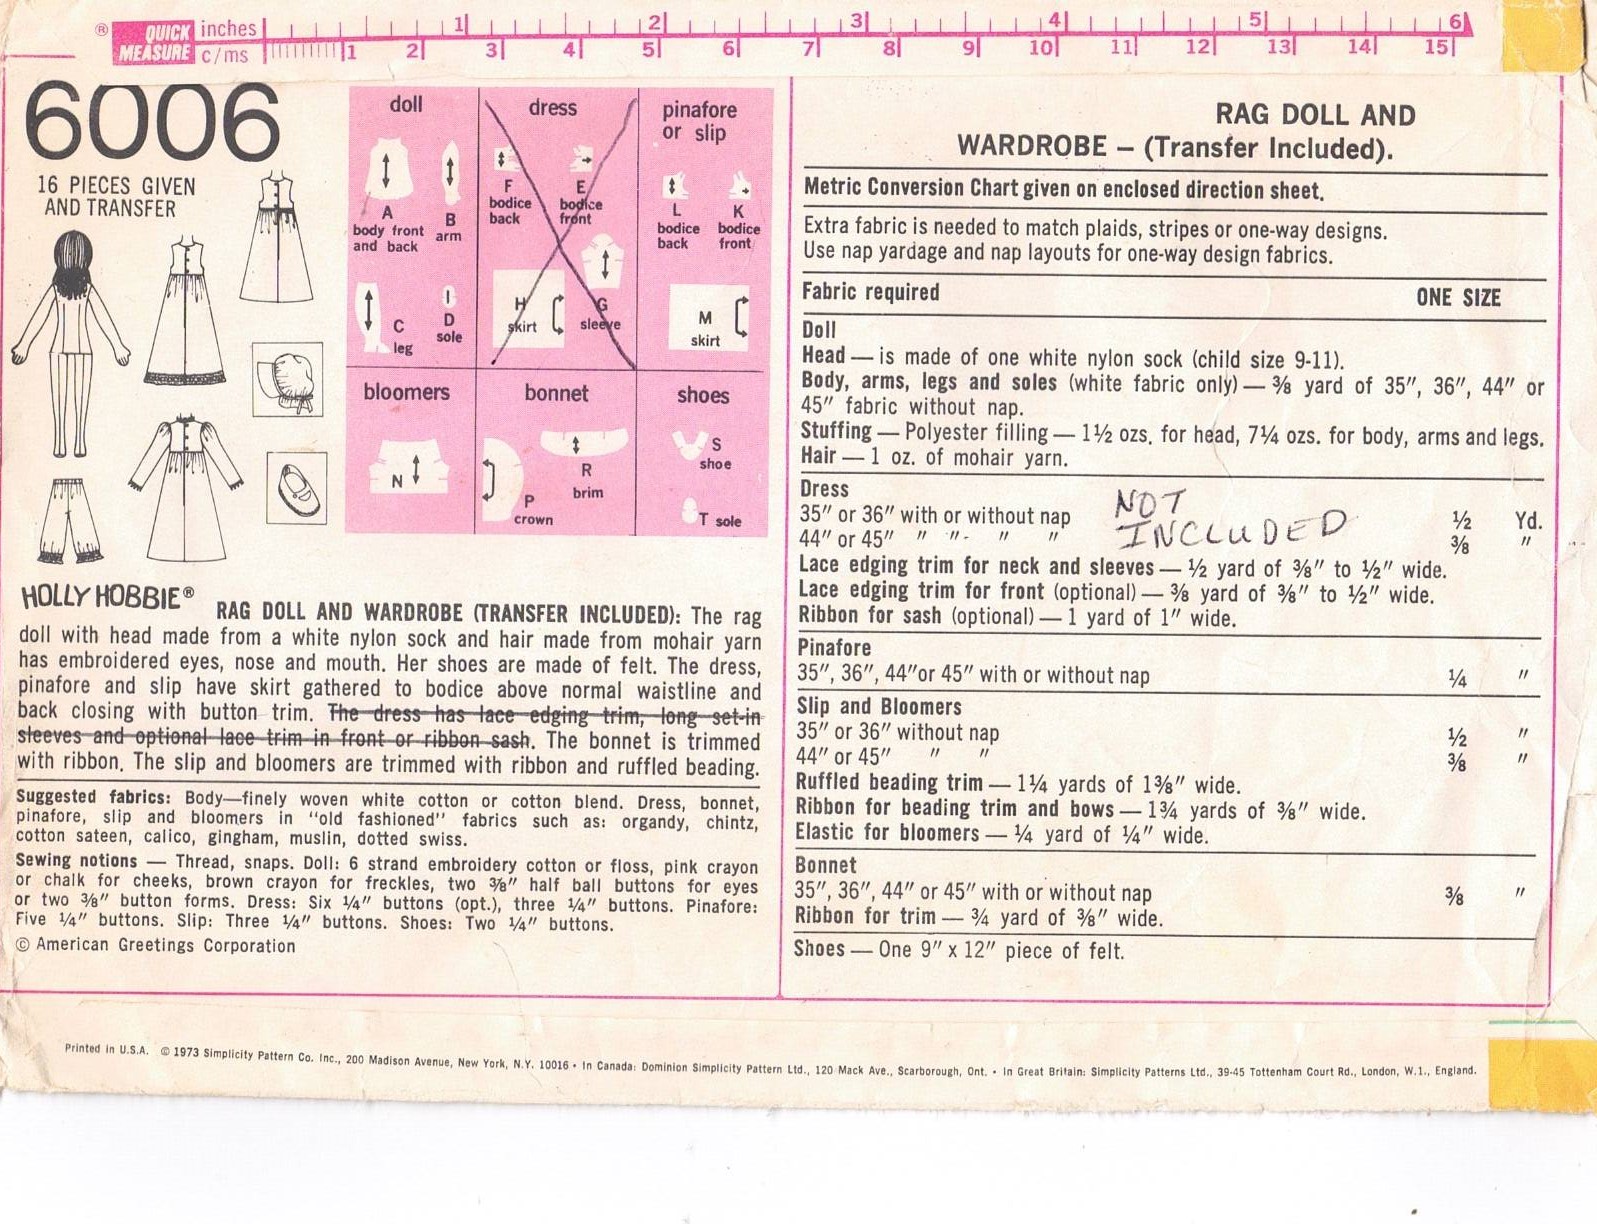 ® QUICK MEASURE inches 1 2 3 4 5 6
c/ms 1 2 3 4 5 6 7 8 9 10 11 12 13 14 15
6006
16 PIECES GIVEN
AND TRANSFER
doll
A
body front
and back
B
arm
C
leg
D
sole
dress
F
bodice
back
E
bodice
front
H
skirt
G
sleeve
pinafore
or slip
L
bodice
back
K
bodice
front
M
skirt
bloomers
N
bonnet
R
brim
P
crown
shoes
S
shoe
T sole
HOLLY HOBBIE® RAG DOLL AND WARDROBE (TRANSFER INCLUDED): The rag
doll with head made from a white nylon sock and hair made from mohair yarn
has embroidered eyes, nose and mouth. Her shoes are made of felt. The dress,
pinafore and slip have skirt gathered to bodice above normal waistline and
back closing with button trim. The dress has lace edging trim, long set-in
sleeves and optional lace trim in front or ribbon sash. The bonnet is trimmed
with ribbon. The slip and bloomers are trimmed with ribbon and ruffled beading.
Suggested fabrics: Body—finely woven white cotton or cotton blend. Dress, bonnet,
pinafore, slip and bloomers in "old fashioned" fabrics such as: organdy, chintz,
cotton sateen, calico, gingham, muslin, dotted swiss.
Sewing notions — Thread, snaps. Doll: 6 strand embroidery cotton or floss, pink crayon
or chalk for cheeks, brown crayon for freckles, two ⅜" half ball buttons for eyes
or two ⅜" button forms. Dress: Six ¼" buttons (opt.), three ¼" buttons. Pinafore:
Five ¼" buttons. Slip: Three ¼" buttons. Shoes: Two ¼" buttons.
© American Greetings Corporation
RAG DOLL AND
WARDROBE — (Transfer Included).
Metric Conversion Chart given on enclosed direction sheet.
Extra fabric is needed to match plaids, stripes or one-way designs.
Use nap yardage and nap layouts for one-way design fabrics.
Fabric required ONE SIZE
Doll
Head — is made of one white nylon sock (child size 9-11).
Body, arms, legs and soles (white fabric only) — ⅜ yard of 35", 36", 44" or
45" fabric without nap.
Stuffing — Polyester filling — 1½ ozs. for head, 7¼ ozs. for body, arms and legs.
Hair — 1 oz. of mohair yarn.
Dress
NOT
INCLUDED
35" or 36" with or without nap ½ Yd.
44" or 45" " " " " ⅜ "
Lace edging trim for neck and sleeves — ½ yard of ⅜" to ½" wide.
Lace edging trim for front (optional) — ⅜ yard of ⅜" to ½" wide.
Ribbon for sash (optional) — 1 yard of 1" wide.
Pinafore
35", 36", 44"or 45" with or without nap ¼ "
Slip and Bloomers
35" or 36" without nap ½ "
44" or 45" " " ⅜ "
Ruffled beading trim — 1¼ yards of 1⅜" wide.
Ribbon for beading trim and bows — 1¾ yards of ⅜" wide.
Elastic for bloomers — ¼ yard of ¼" wide.
Bonnet
35", 36", 44" or 45" with or without nap ⅜ "
Ribbon for trim — ¾ yard of ⅜" wide.
Shoes — One 9" x 12" piece of felt.
Printed in U.S.A. © 1973 Simplicity Pattern Co. Inc., 200 Madison Avenue, New York, N.Y. 10016 • In Canada: Dominion Simplicity Pattern Ltd., 120 Mack Ave., Scarborough, Ont. • In Great Britain: Simplicity Patterns Ltd., 39-45 Tottenham Court Rd., London, W.1., England.